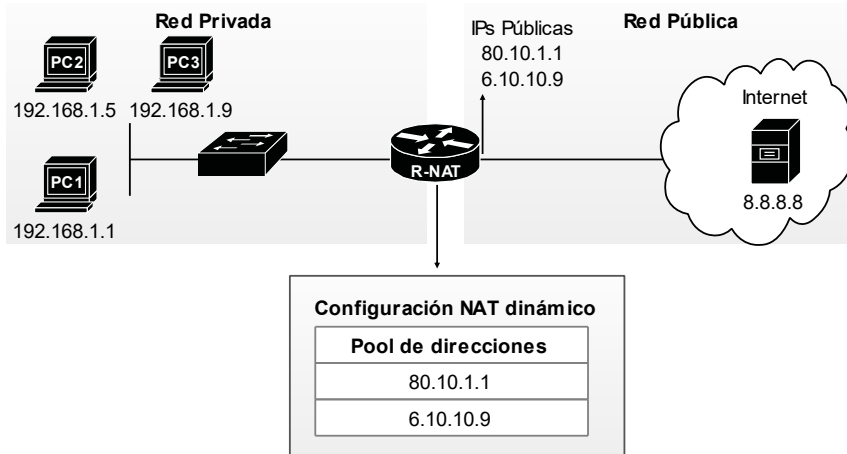 Red Privada
PC2
PC3
192.168.1.5
192.168.1.9
PC1
192.168.1.1
R-NAT
IPs Públicas
80.10.1.1
6.10.10.9
Red Pública
Internet
8.8.8.8
Configuración NAT dinámico
Pool de direcciones
80.10.1.1
6.10.10.9